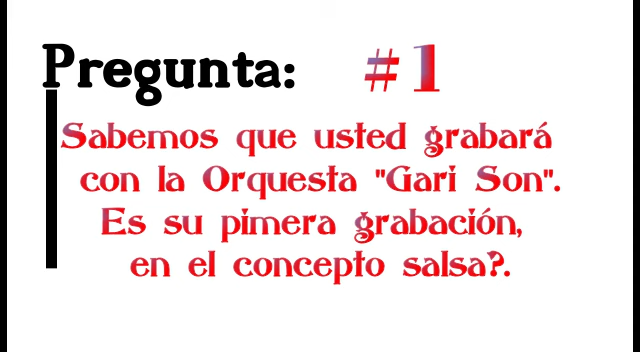 Pregunta: #1
Sabemos que usted grabará
con la Orquesta "Gari Son".
Es su pimera grabación,
en el concepto salsa?.